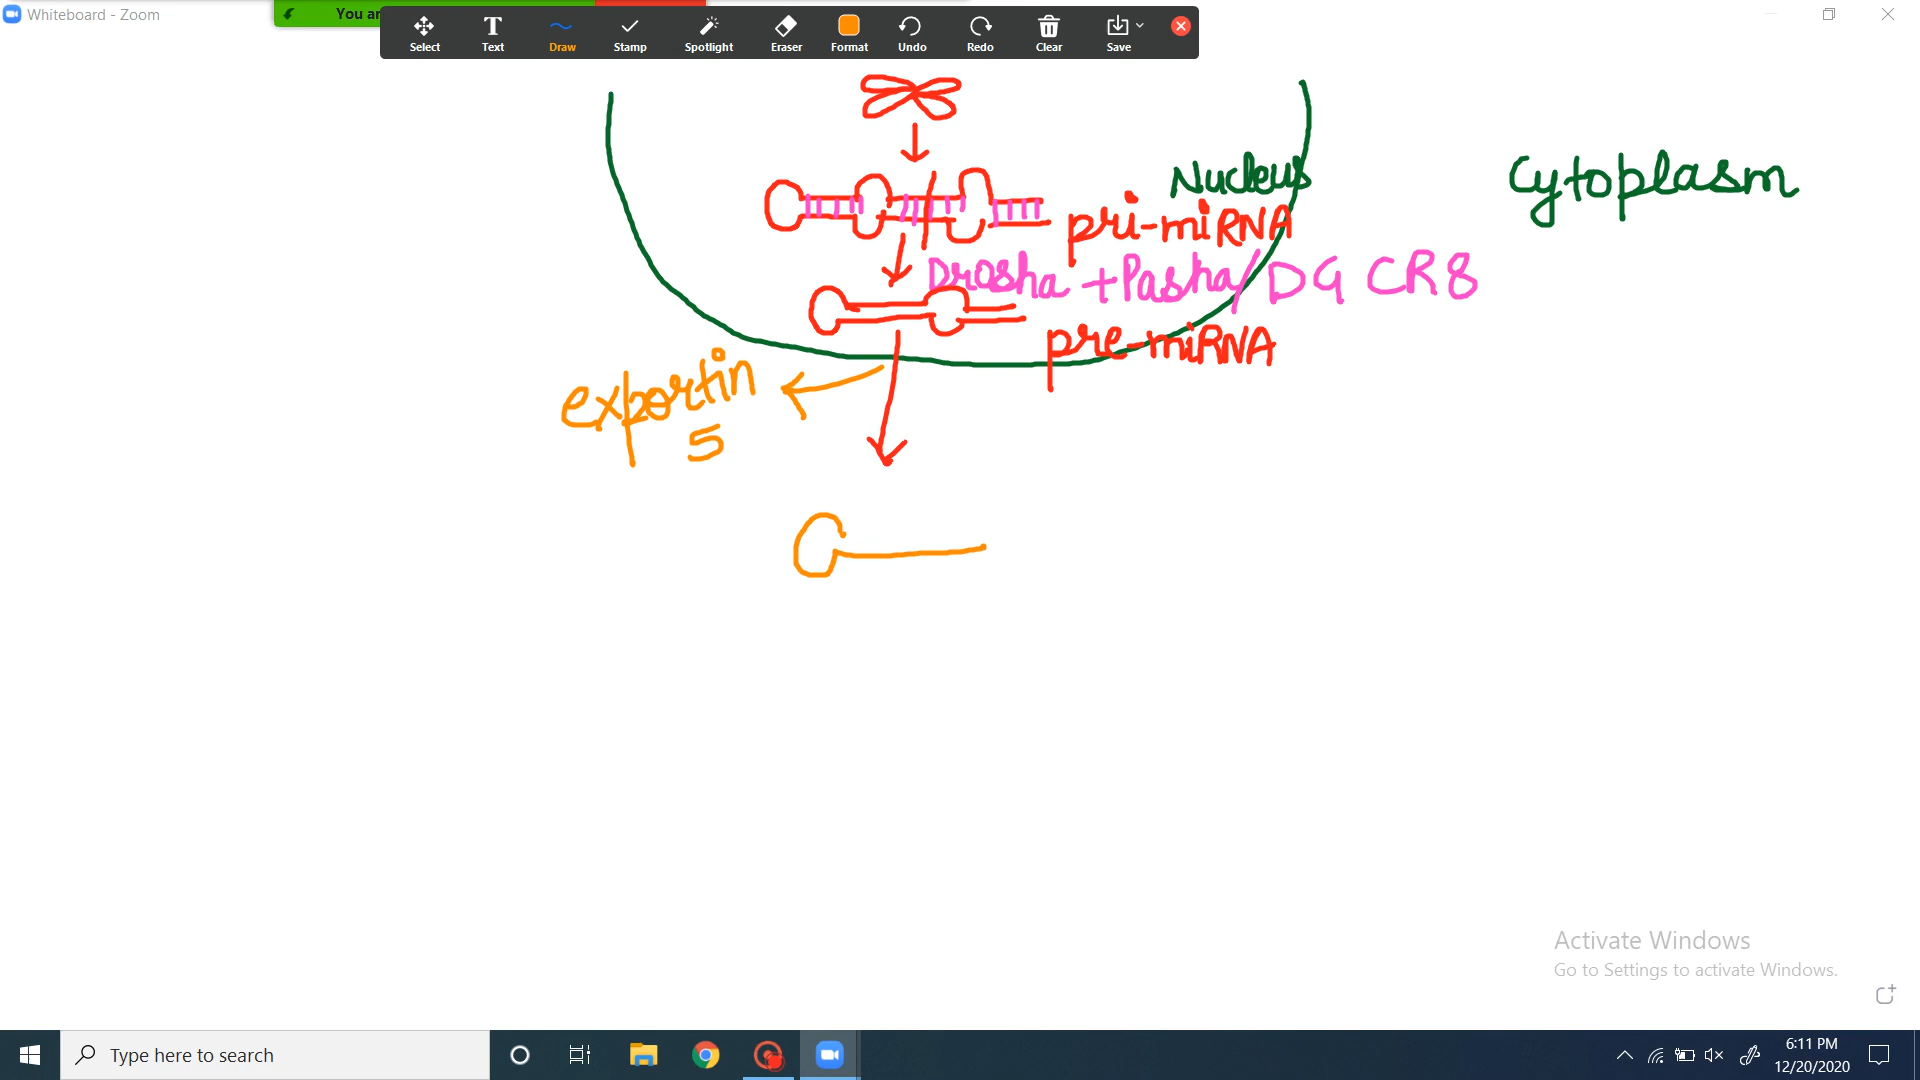 Whiteboard - Zoom
You ar
Select Text Draw Stamp Spotlight Eraser Format Undo Redo Clear Save
Nucleus
Cytoplasm
pri-miRNA
Drosha + Pasha / DG CR8
pre-miRNA
exportin
5
Activate Windows
Go to Settings to activate Windows.
Type here to search
6:11 PM
12/20/2020